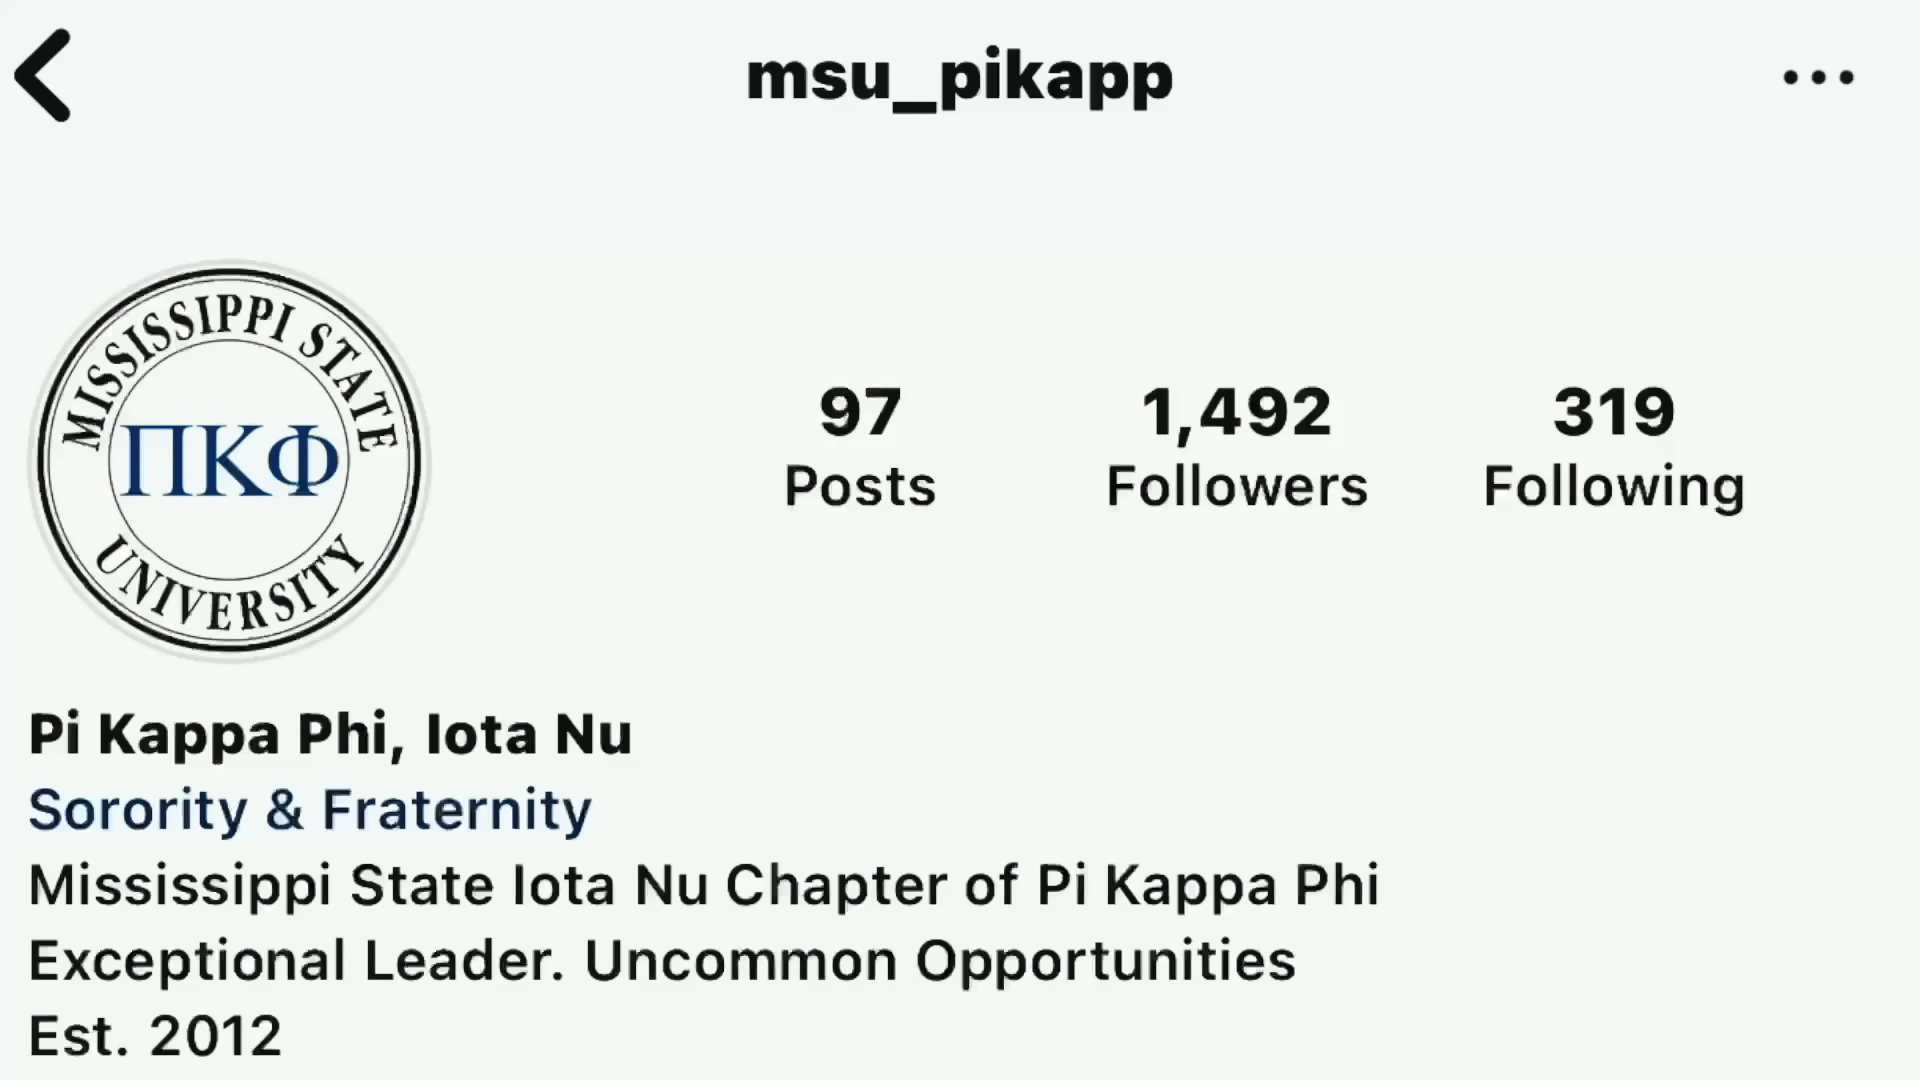 msu_pikapp
MISSISSIPPI STATE
ΠΚΦ
UNIVERSITY
97
Posts
1,492
Followers
319
Following
Pi Kappa Phi, Iota Nu
Sorority & Fraternity
Mississippi State Iota Nu Chapter of Pi Kappa Phi
Exceptional Leader. Uncommon Opportunities
Est. 2012